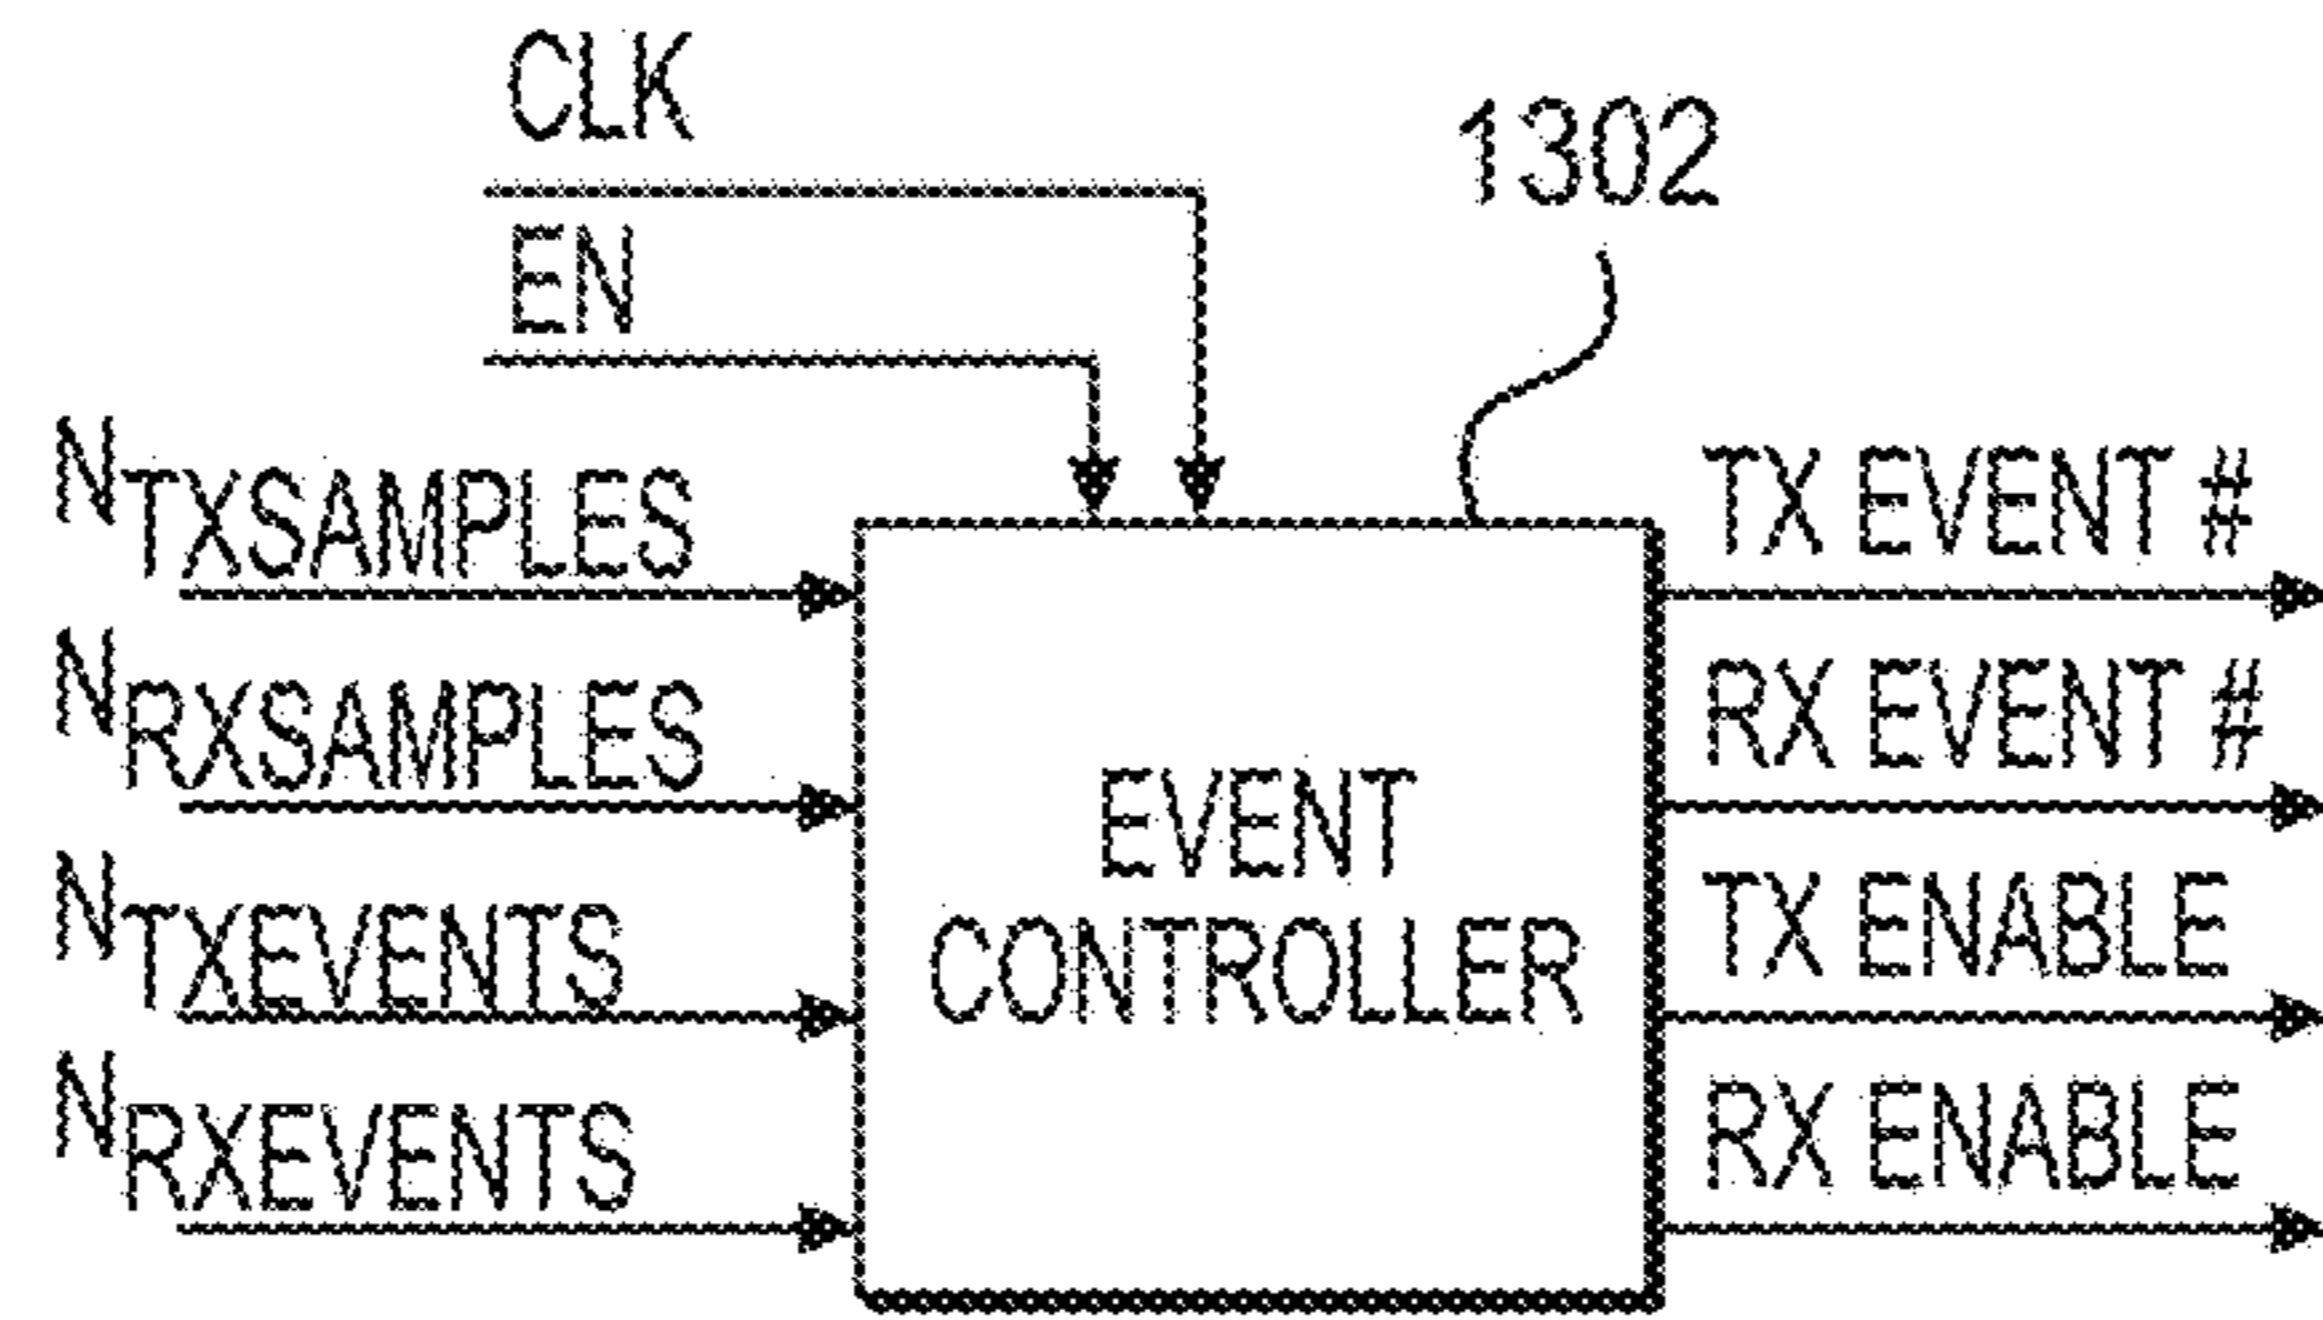 CLK
1302
EN
NTXSAMPLES
TX EVENT #
NRXSAMPLES
RX EVENT #
EVENT
CONTROLLER
NTXEVENTS
TX ENABLE
NRXEVENTS
RX ENABLE